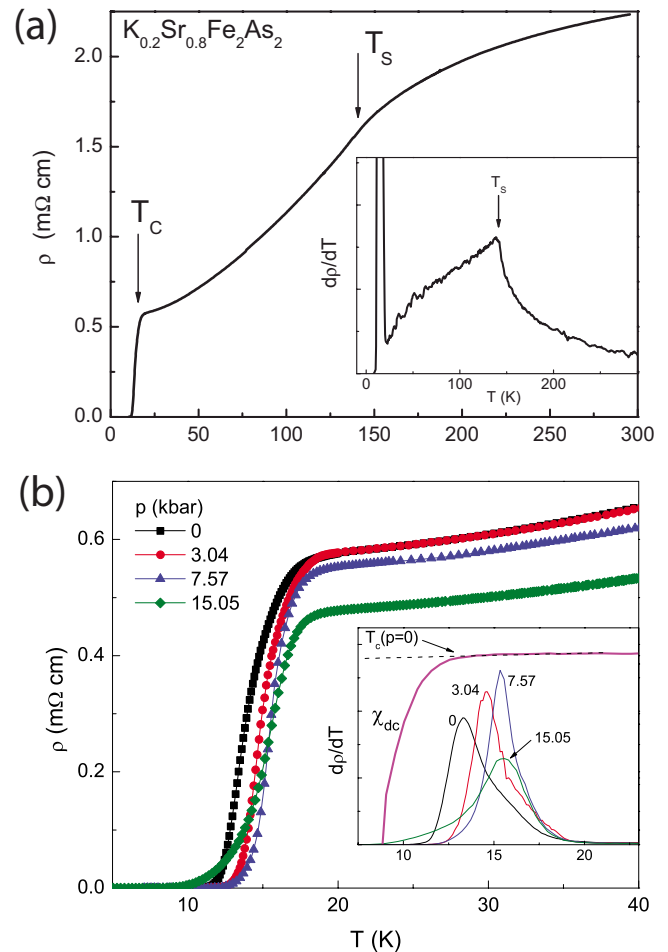 (a)
K0.2Sr0.8Fe2As2
TC
TS
ρ (mΩ cm)
2.0
1.5
1.0
0.5
0.0
0 50 100 150 200 250 300
TS
dρ/dT
0 100 200
T (K)
(b)
p (kbar)
0
3.04
7.57
15.05
ρ (mΩ cm)
0.6
0.4
0.2
0.0
10 20 30 40
T (K)
Tc(p=0)
χdc
0
3.04
7.57
15.05
dρ/dT
10 15 20